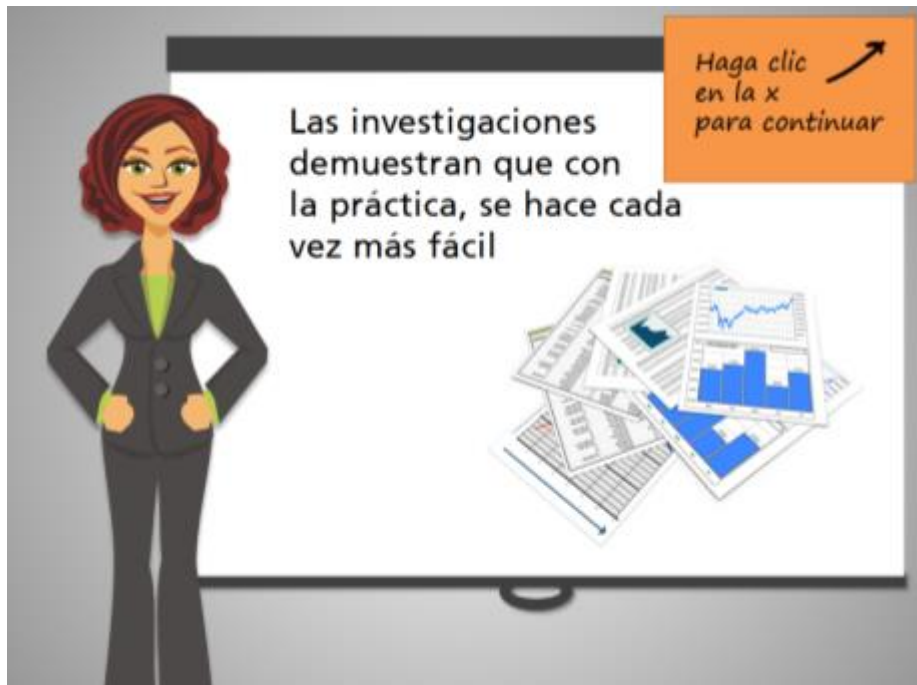 Las investigaciones
demuestran que con
la práctica, se hace cada
vez más fácil
Haga clic
en la x
para continuar